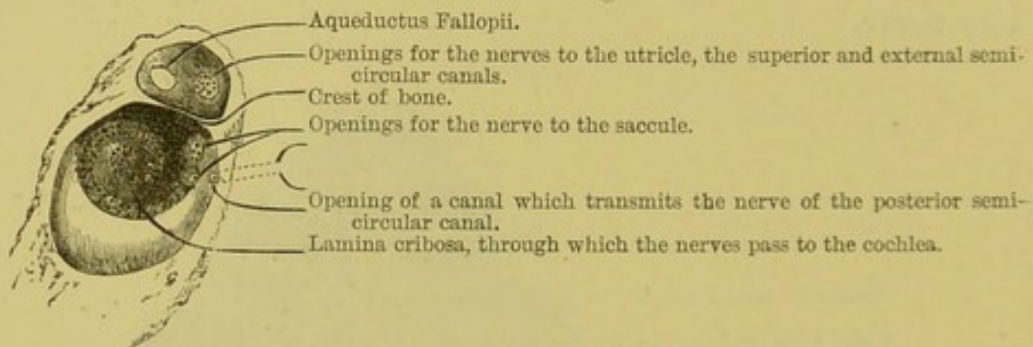 Aqueductus Fallopii.
Openings for the nerves to the utricle, the superior and external semi-
circular canals.
Crest of bone.
Openings for the nerve to the saccule.
Opening of a canal which transmits the nerve of the posterior semi-
circular canal.
Lamina cribosa, through which the nerves pass to the cochlea.